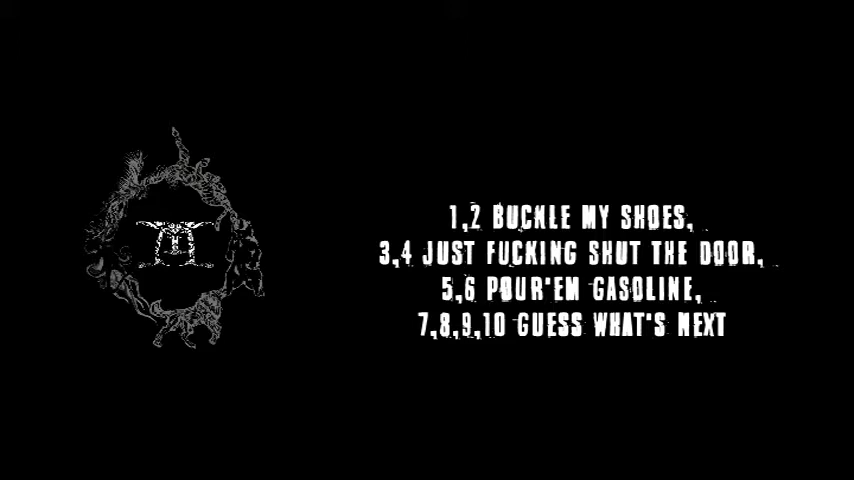 1,2 BUCKLE MY SHOES,
3,4 JUST FUCKING SHUT THE DOOR,
5,6 POUR'EM GASOLINE,
7,8,9,10 GUESS WHAT'S NEXT